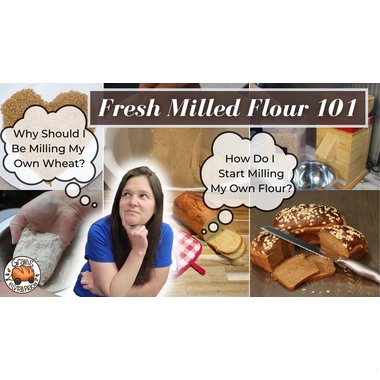 Fresh Milled Flour 101
Why Should I
Be Milling My
Own Wheat?
How Do I
Start Milling
My Own Flour?